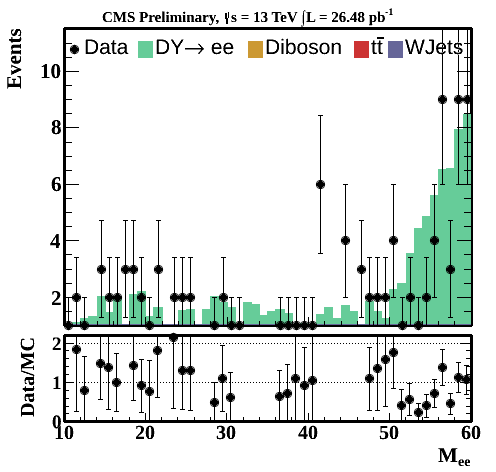 CMS Preliminary, √s = 13 TeV ∫L = 26.48 pb⁻¹
Events
Data DY→ ee Diboson tt̄ WJets
10
8
6
4
2
Data/MC
2
1
0
10 20 30 40 50 60
M_ee